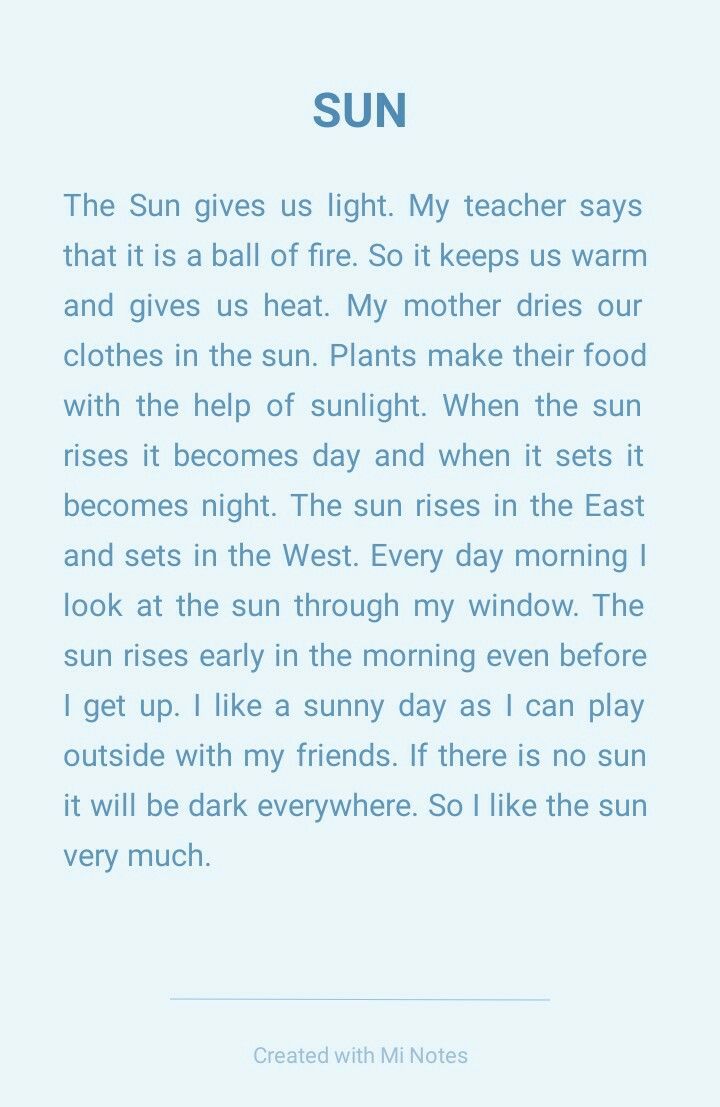 SUN
The Sun gives us light. My teacher says
that it is a ball of fire. So it keeps us warm
and gives us heat. My mother dries our
clothes in the sun. Plants make their food
with the help of sunlight. When the sun
rises it becomes day and when it sets it
becomes night. The sun rises in the East
and sets in the West. Every day morning I
look at the sun through my window. The
sun rises early in the morning even before
I get up. I like a sunny day as I can play
outside with my friends. If there is no sun
it will be dark everywhere. So I like the sun
very much.
Created with Mi Notes